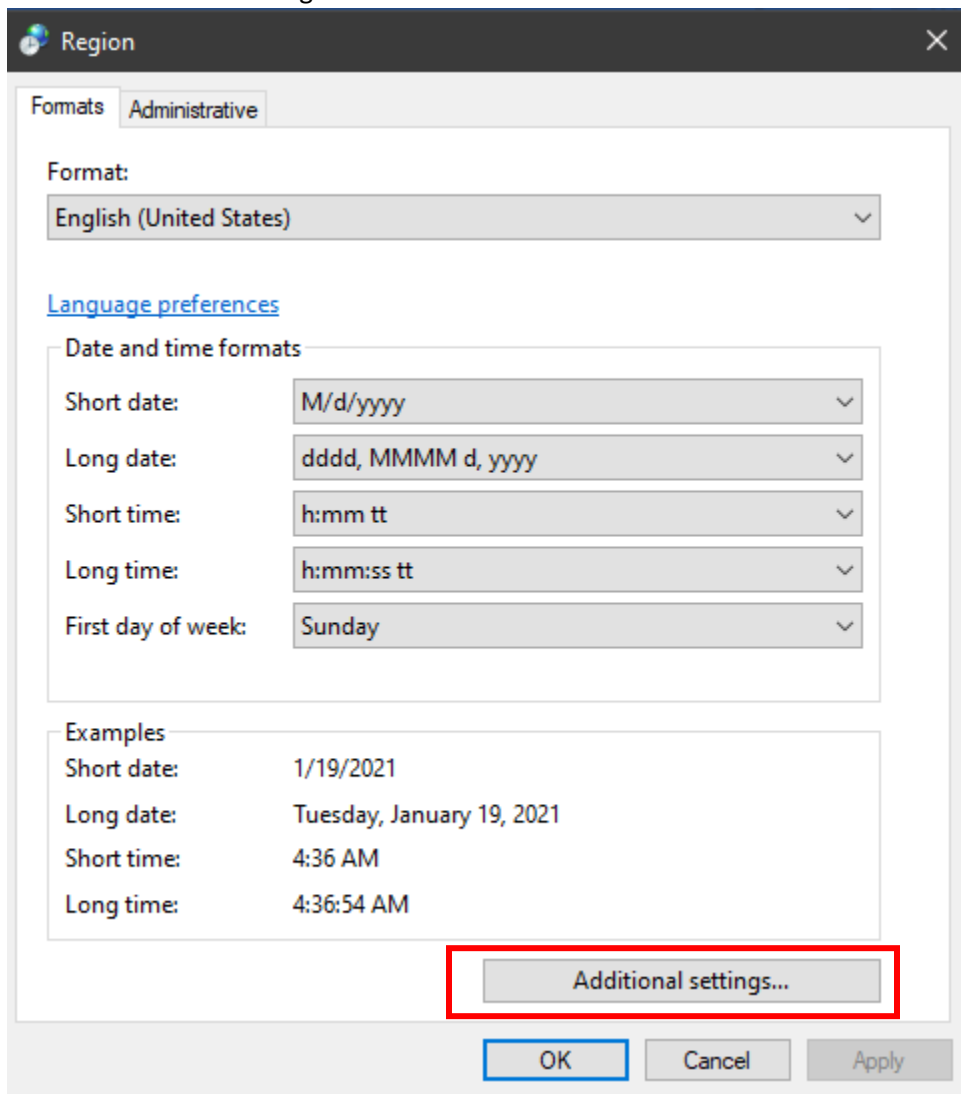 Region
Formats Administrative
Format:
English (United States)
Language preferences
Date and time formats
Short date: M/d/yyyy
Long date: dddd, MMMM d, yyyy
Short time: h:mm tt
Long time: h:mm:ss tt
First day of week: Sunday
Examples
Short date: 1/19/2021
Long date: Tuesday, January 19, 2021
Short time: 4:36 AM
Long time: 4:36:54 AM
Additional settings...
OK Cancel Apply